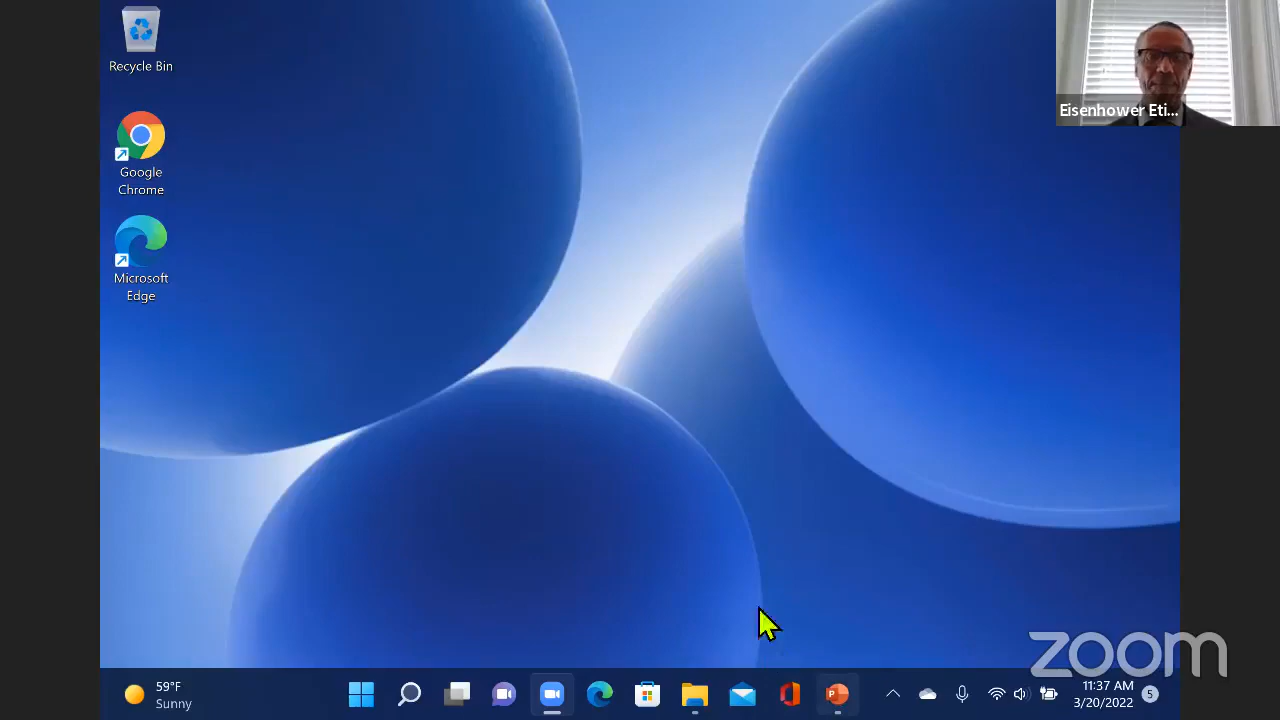 Recycle Bin
Google
Chrome
Microsoft
Edge
Eisenhower Eti...
zoom
59°F
Sunny
11:37 AM
3/20/2022
5